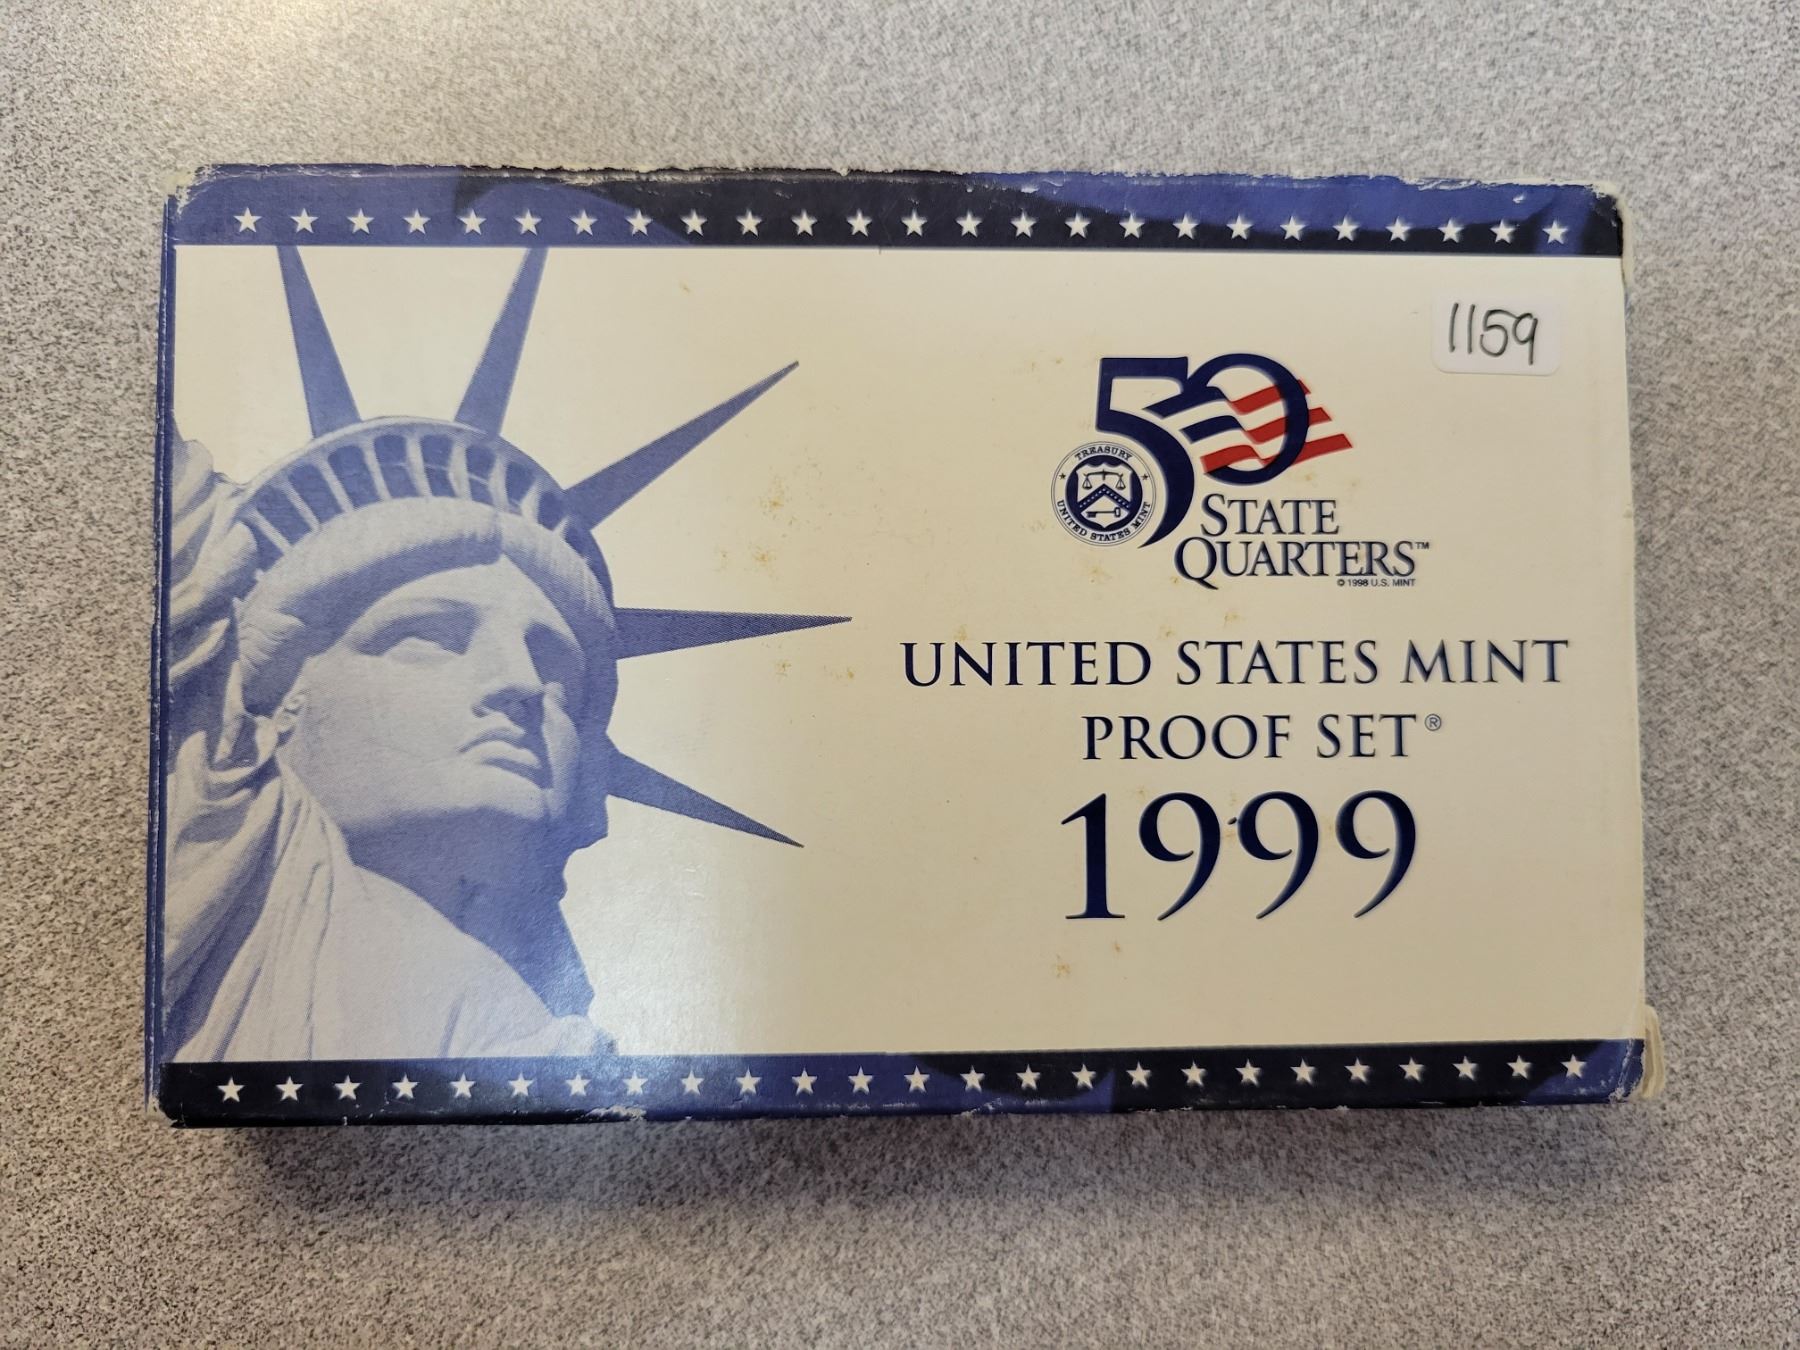 1159
50
TREASURY
UNITED STATES MINT
STATE
QUARTERS™
© 1998 U.S. MINT
UNITED STATES MINT
PROOF SET®
1999